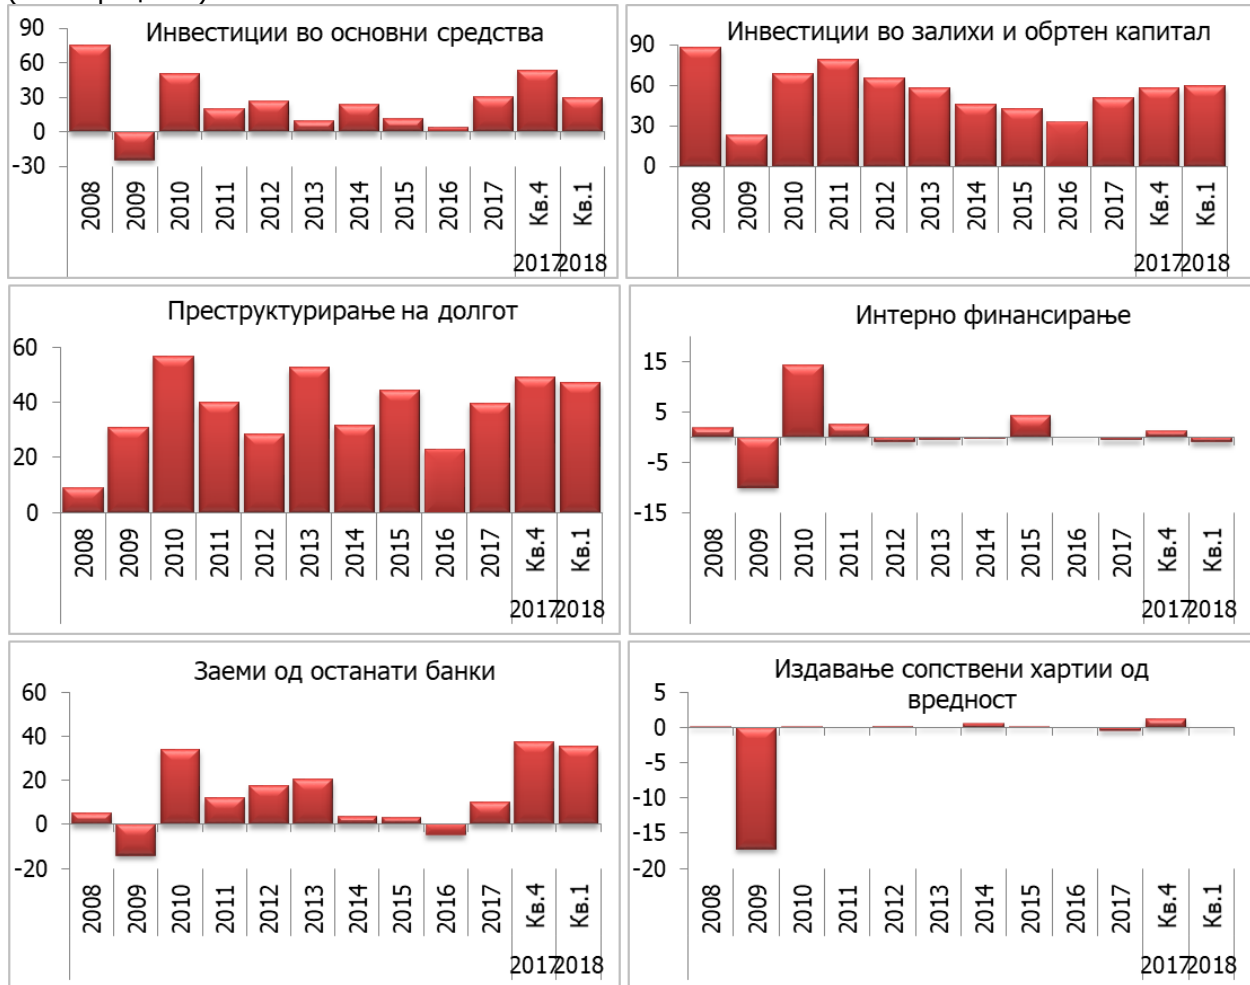 Инвестиции во основни средства
90
60
30
0
-30
2008 2009 2010 2011 2012 2013 2014 2015 2016 2017 Кв.4 Кв.1
2017 2018
Инвестиции во залихи и обртен капитал
90
60
30
0
2008 2009 2010 2011 2012 2013 2014 2015 2016 2017 Кв.4 Кв.1
2017 2018
Преструктурирање на долгот
60
40
20
0
2008 2009 2010 2011 2012 2013 2014 2015 2016 2017 Кв.4 Кв.1
2017 2018
Интерно финансирање
15
5
-5
-15
2008 2009 2010 2011 2012 2013 2014 2015 2016 2017 Кв.4 Кв.1
2017 2018
Заеми од останати банки
60
40
20
0
-20
2008 2009 2010 2011 2012 2013 2014 2015 2016 2017 Кв.4 Кв.1
2017 2018
Издавање сопствени хартии од
вредност
5
0
-5
-10
-15
-20
2008 2009 2010 2011 2012 2013 2014 2015 2016 2017 Кв.4 Кв.1
2017 2018